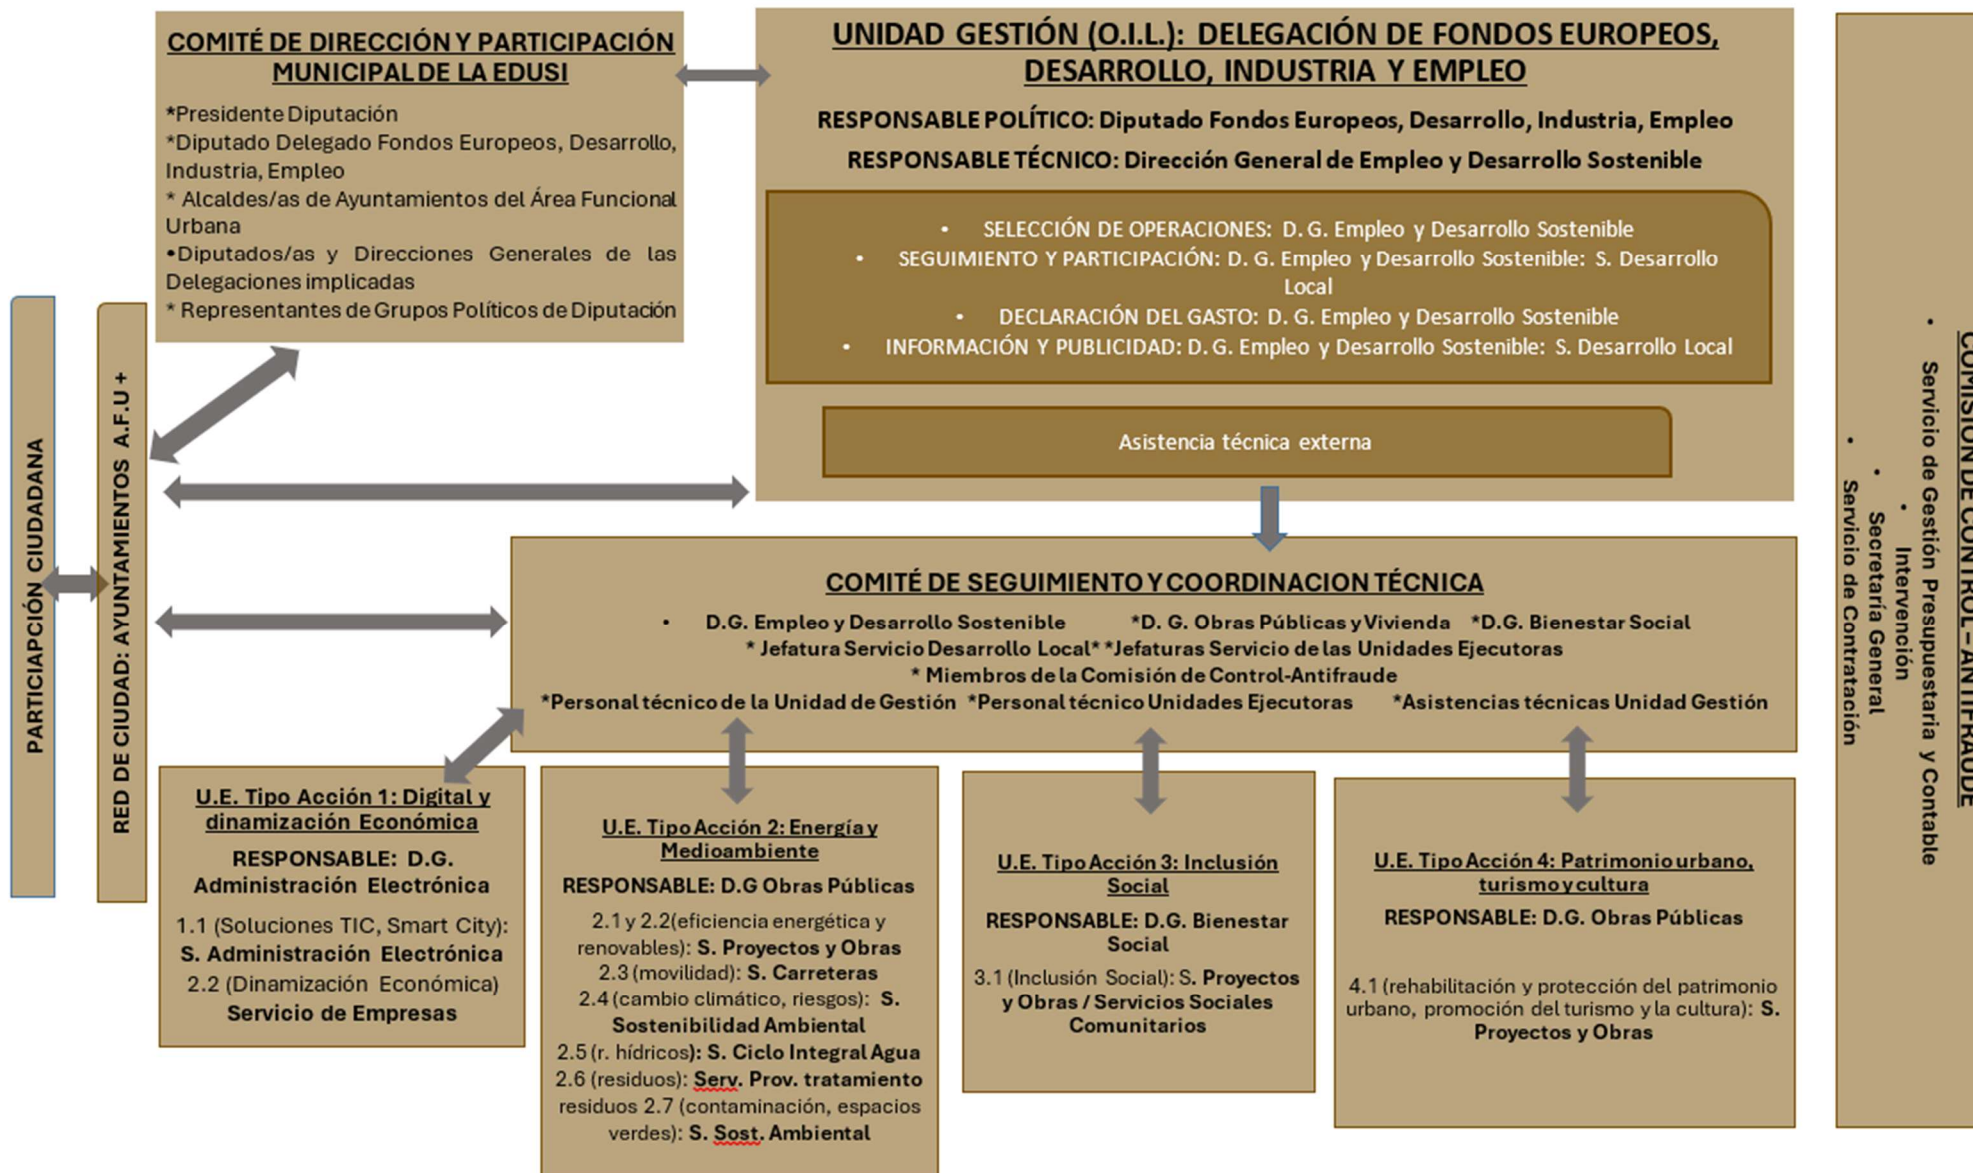 COMITÉ DE DIRECCIÓN Y PARTICIPACIÓN
MUNICIPAL DE LA EDUSI
*Presidente Diputación
*Diputado Delegado Fondos Europeos, Desarrollo,
Industria, Empleo
* Alcaldes/as de Ayuntamientos del Área Funcional
Urbana
•Diputados/as y Direcciones Generales de las
Delegaciones implicadas
* Representantes de Grupos Políticos de Diputación
UNIDAD GESTIÓN (O.I.L.): DELEGACIÓN DE FONDOS EUROPEOS,
DESARROLLO, INDUSTRIA Y EMPLEO
RESPONSABLE POLÍTICO: Diputado Fondos Europeos, Desarrollo, Industria, Empleo
RESPONSABLE TÉCNICO: Dirección General de Empleo y Desarrollo Sostenible
• SELECCIÓN DE OPERACIONES: D. G. Empleo y Desarrollo Sostenible
• SEGUIMIENTO Y PARTICIPACIÓN: D. G. Empleo y Desarrollo Sostenible: S. Desarrollo
Local
• DECLARACIÓN DEL GASTO: D. G. Empleo y Desarrollo Sostenible
• INFORMACIÓN Y PUBLICIDAD: D. G. Empleo y Desarrollo Sostenible: S. Desarrollo Local
Asistencia técnica externa
PARTICIAPCIÓN CIUDADANA
RED DE CIUDAD: AYUNTAMIENTOS A.F.U +
COMITÉ DE SEGUIMIENTO Y COORDINACION TÉCNICA
• D.G. Empleo y Desarrollo Sostenible *D. G. Obras Públicas y Vivienda *D.G. Bienestar Social
* Jefatura Servicio Desarrollo Local* *Jefaturas Servicio de las Unidades Ejecutoras
* Miembros de la Comisión de Control-Antifraude
*Personal técnico de la Unidad de Gestión *Personal técnico Unidades Ejecutoras *Asistencias técnicas Unidad Gestión
U.E. Tipo Acción 1: Digital y
dinamización Económica
RESPONSABLE: D.G.
Administración Electrónica
1.1 (Soluciones TIC, Smart City):
S. Administración Electrónica
2.2 (Dinamización Económica)
Servicio de Empresas
U.E. Tipo Acción 2: Energía y
Medioambiente
RESPONSABLE: D.G Obras Públicas
2.1 y 2.2(eficiencia energética y
renovables): S. Proyectos y Obras
2.3 (movilidad): S. Carreteras
2.4 (cambio climático, riesgos): S.
Sostenibilidad Ambiental
2.5 (r. hídricos): S. Ciclo Integral Agua
2.6 (residuos): Serv. Prov. tratamiento
residuos 2.7 (contaminación, espacios
verdes): S. Sost. Ambiental
U.E. Tipo Acción 3: Inclusión
Social
RESPONSABLE: D.G. Bienestar
Social
3.1 (Inclusión Social): S. Proyectos
y Obras / Servicios Sociales
Comunitarios
U.E. Tipo Acción 4: Patrimonio urbano,
turismo y cultura
RESPONSABLE: D.G. Obras Públicas
4.1 (rehabilitación y protección del patrimonio
urbano, promoción del turismo y la cultura): S.
Proyectos y Obras
COMISIÓN DE CONTROL – ANTIFRAUDE
• Servicio de Gestión Presupuestaria y Contable
• Intervención
• Secretaría General
• Servicio de Contratación